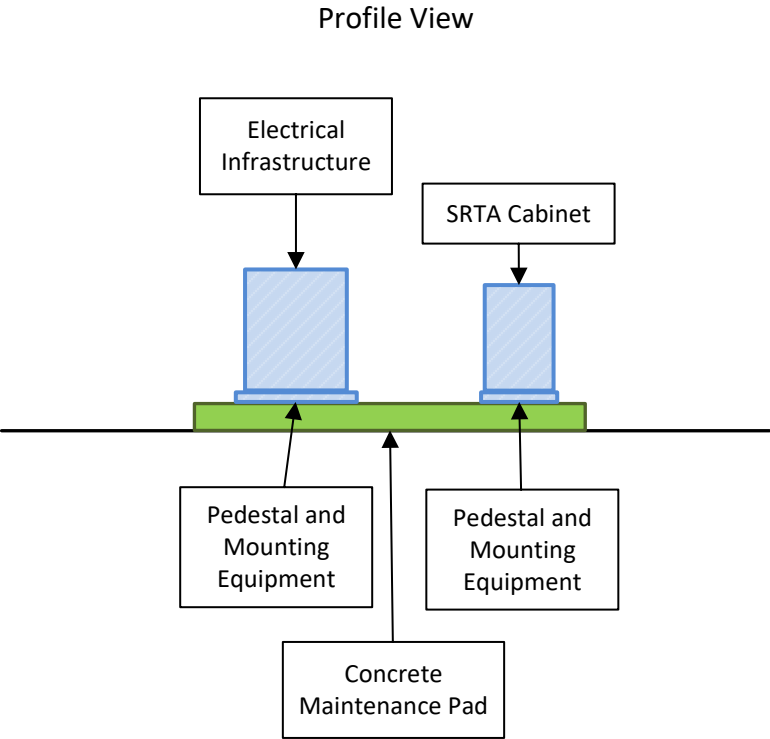 Profile View
Electrical
Infrastructure
SRTA Cabinet
Pedestal and
Mounting
Equipment
Pedestal and
Mounting
Equipment
Concrete
Maintenance Pad